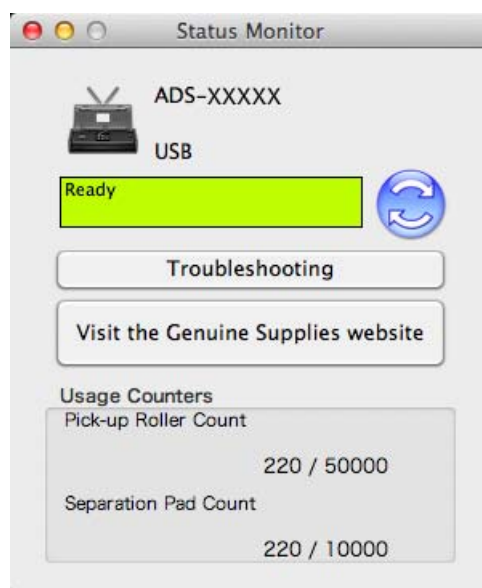 Status Monitor
ADS-XXXXX
USB
Ready
Troubleshooting
Visit the Genuine Supplies website
Usage Counters
Pick-up Roller Count
220 / 50000
Separation Pad Count
220 / 10000